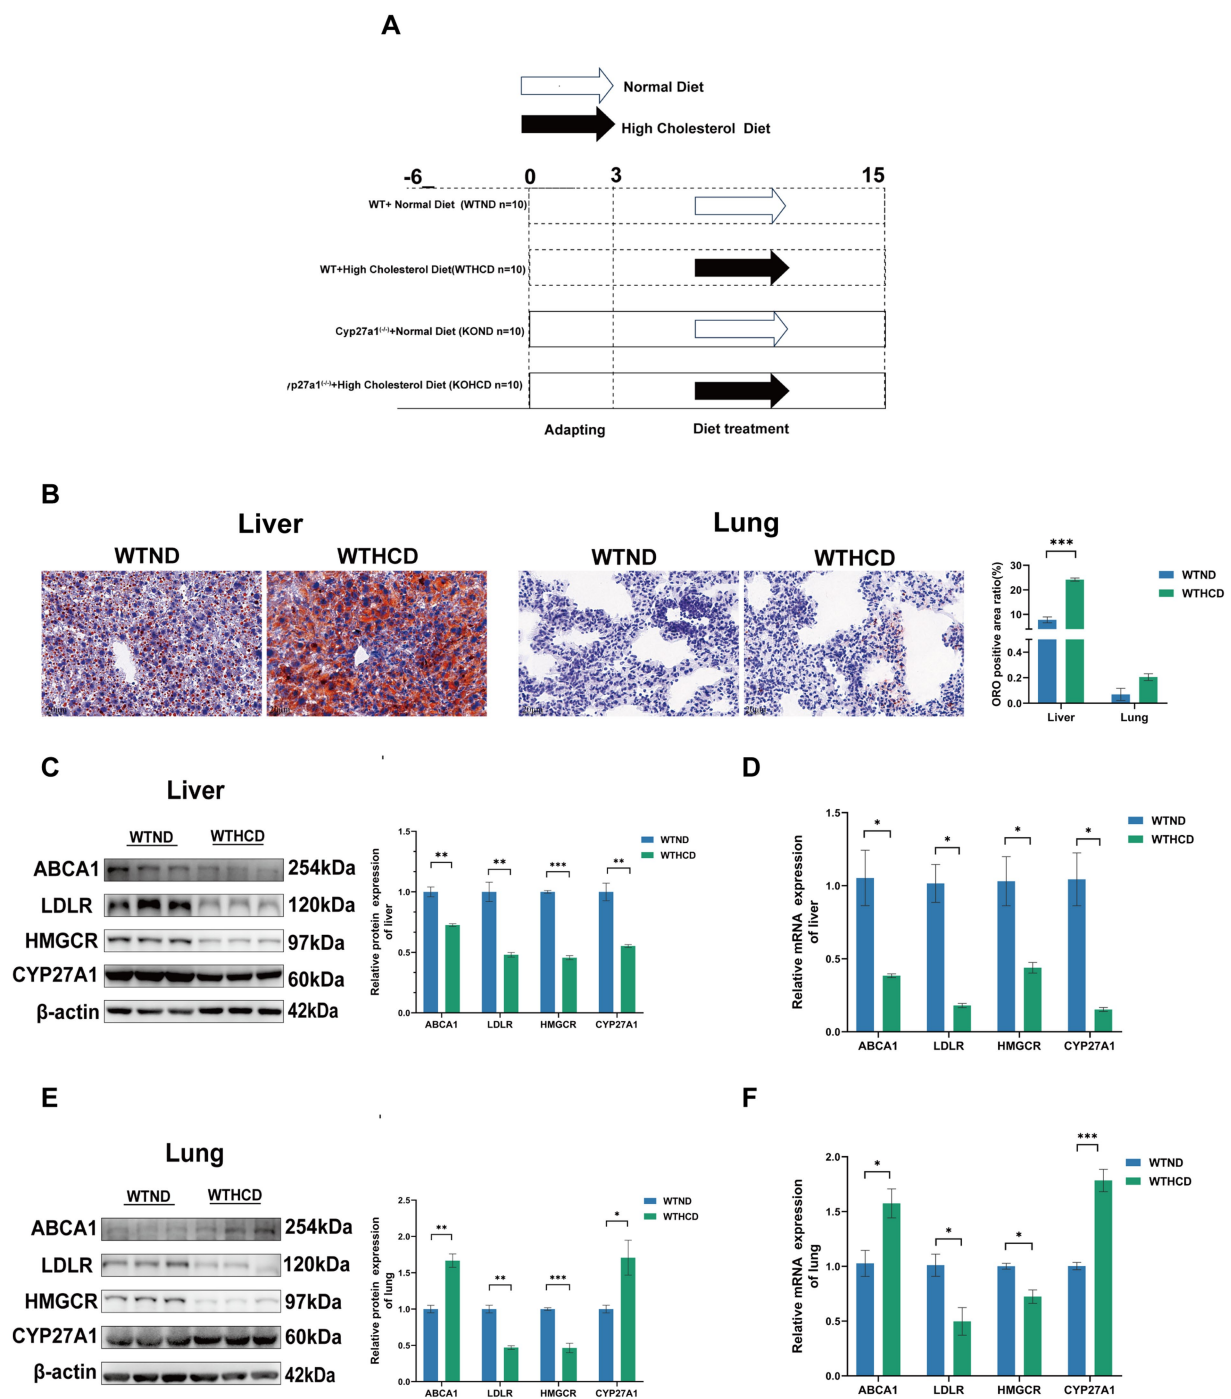 A
Normal Diet
High Cholesterol Diet
-6_ 0 3 15
WT+ Normal Diet (WTND n=10)
WT+High Cholesterol Diet(WTHCD n=10)
Cyp27a1(-/-)+Normal Diet (KOND n=10)
yp27a1(-/-)+High Cholesterol Diet (KOHCD n=10)
Adapting Diet treatment
B
Liver Lung
WTND WTHCD WTND WTHCD
***
WTND
WTHCD
ORO positive area ratio(%)
30
20
10
0.4
0.2
0.0
Liver Lung
C
Liver
WTND WTHCD
ABCA1 254kDa
LDLR 120kDa
HMGCR 97kDa
CYP27A1 60kDa
β-actin 42kDa
Relative protein expression
of liver
1.5
1.0
0.5
0.0
** ** *** **
WTND
WTHCD
ABCA1 LDLR HMGCR CYP27A1
D
Relative mRNA expression
of liver
1.5
1.0
0.5
0.0
* * * *
WTND
WTHCD
ABCA1 LDLR HMGCR CYP27A1
E
Lung
WTND WTHCD
ABCA1 254kDa
LDLR 120kDa
HMGCR 97kDa
CYP27A1 60kDa
β-actin 42kDa
Relative protein expression
of lung
2.5
2.0
1.5
1.0
0.5
0.0
** ** *** *
WTND
WTHCD
ABCA1 LDLR HMGCR CYP27A1
F
Relative mRNA expression
of lung
2.0
1.5
1.0
0.5
0.0
* * * ***
WTND
WTHCD
ABCA1 LDLR HMGCR CYP27A1